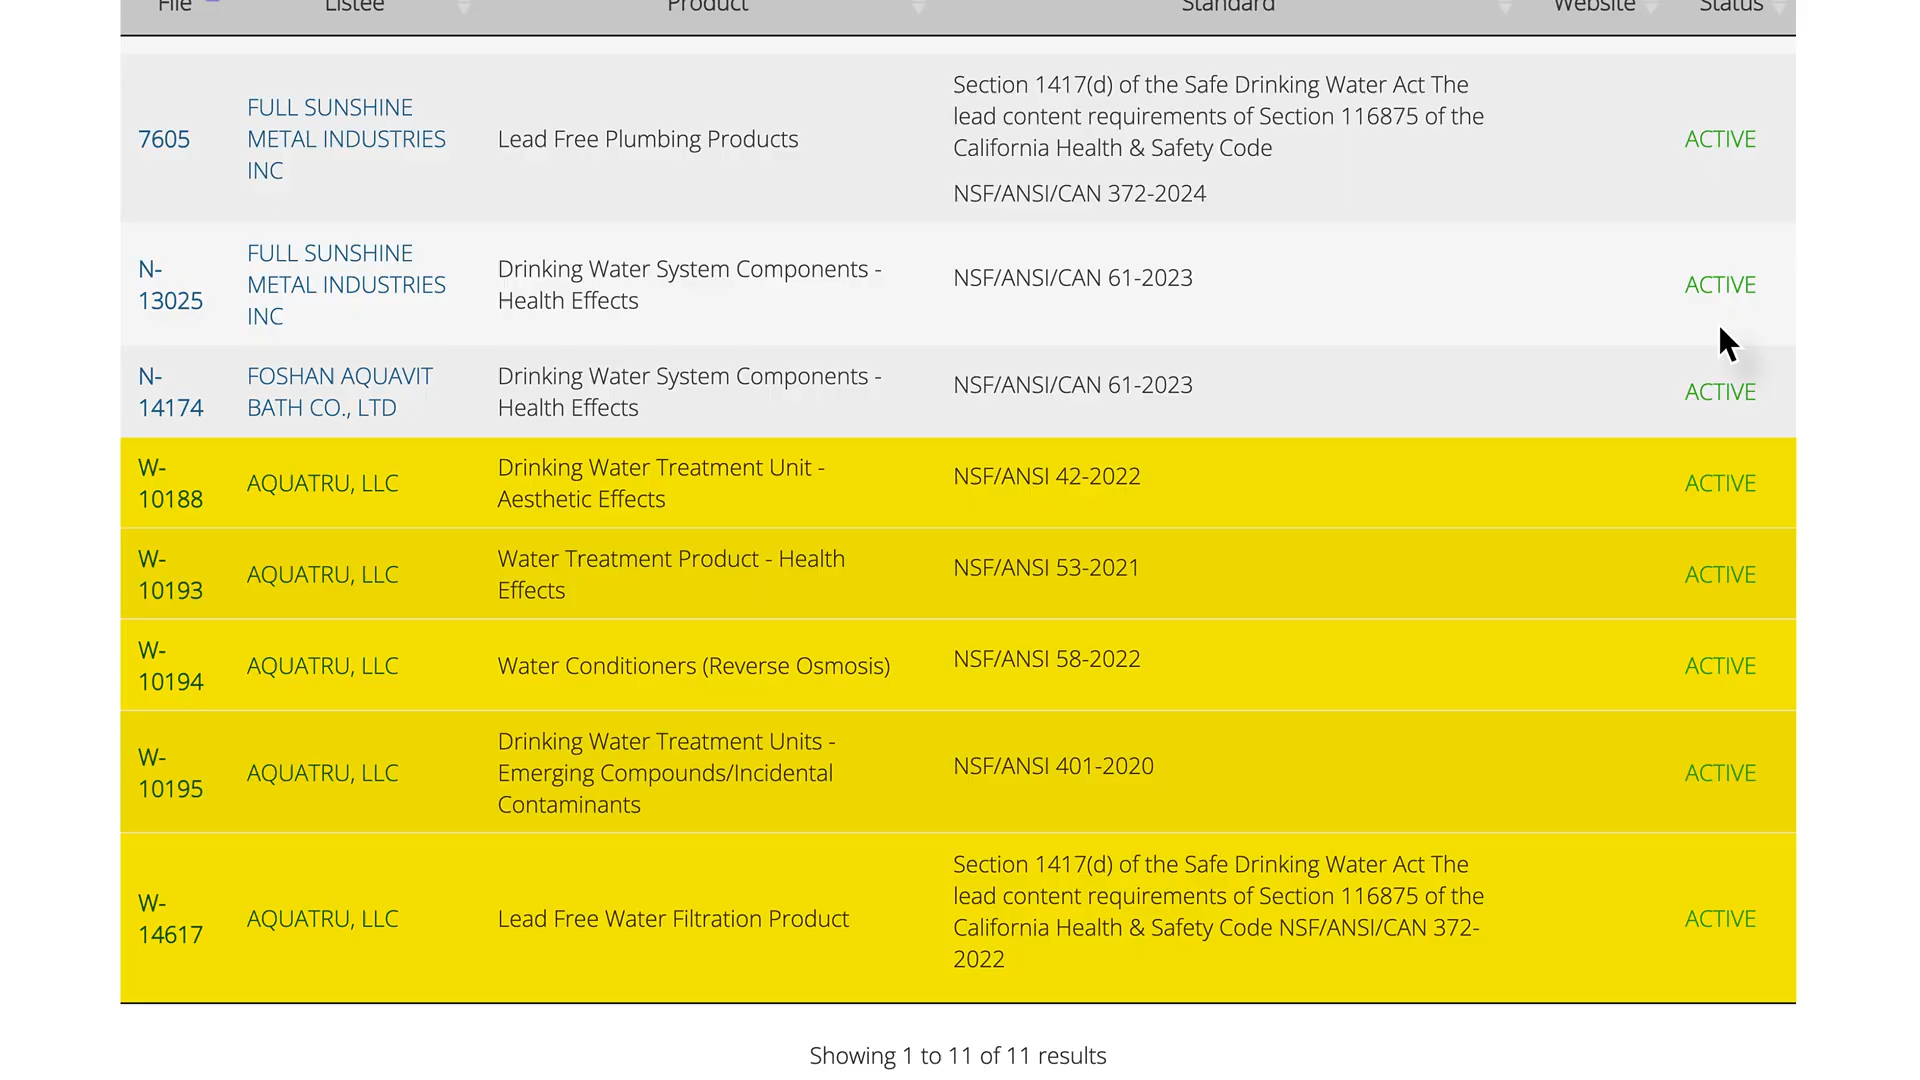 File Listee Product Standard Website Status
7605
FULL SUNSHINE
METAL INDUSTRIES
INC
Lead Free Plumbing Products
Section 1417(d) of the Safe Drinking Water Act The
lead content requirements of Section 116875 of the
California Health & Safety Code
NSF/ANSI/CAN 372-2024
ACTIVE
N-
13025
FULL SUNSHINE
METAL INDUSTRIES
INC
Drinking Water System Components -
Health Effects
NSF/ANSI/CAN 61-2023
ACTIVE
N-
14174
FOSHAN AQUAVIT
BATH CO., LTD
Drinking Water System Components -
Health Effects
NSF/ANSI/CAN 61-2023
ACTIVE
W-
10188
AQUATRU, LLC
Drinking Water Treatment Unit -
Aesthetic Effects
NSF/ANSI 42-2022
ACTIVE
W-
10193
AQUATRU, LLC
Water Treatment Product - Health
Effects
NSF/ANSI 53-2021
ACTIVE
W-
10194
AQUATRU, LLC
Water Conditioners (Reverse Osmosis)
NSF/ANSI 58-2022
ACTIVE
W-
10195
AQUATRU, LLC
Drinking Water Treatment Units -
Emerging Compounds/Incidental
Contaminants
NSF/ANSI 401-2020
ACTIVE
W-
14617
AQUATRU, LLC
Lead Free Water Filtration Product
Section 1417(d) of the Safe Drinking Water Act The
lead content requirements of Section 116875 of the
California Health & Safety Code NSF/ANSI/CAN 372-
2022
ACTIVE
Showing 1 to 11 of 11 results